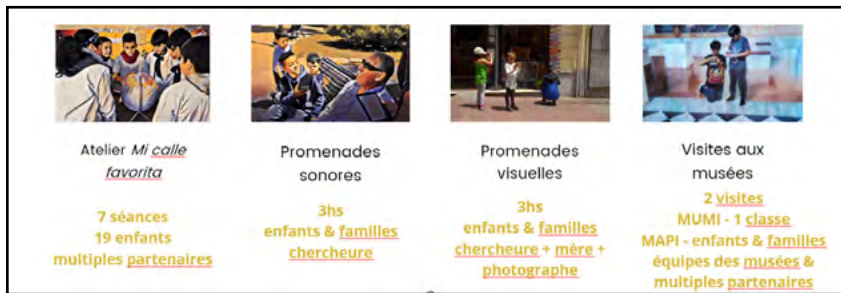 Atelier Mi calle
favorita
7 séances
19 enfants
multiples partenaires
Promenades
sonores
3hs
enfants & familles
chercheure
Promenades
visuelles
3hs
enfants & familles
chercheure + mère +
photographe
Visites aux
musées
2 visites
MUMI - 1 classe
MAPI - enfants & familles
équipes des musées &
multiples partenaires